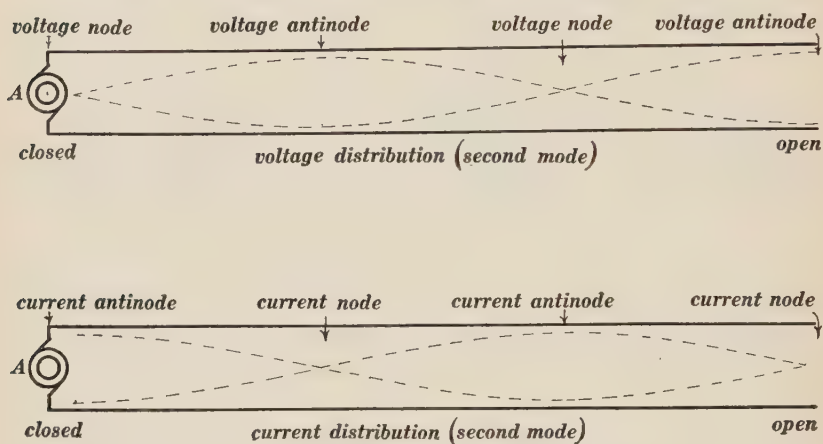 voltage node voltage antinode voltage node voltage antinode
A
closed voltage distribution (second mode) open
current antinode current node current antinode current node
A
closed current distribution (second mode) open